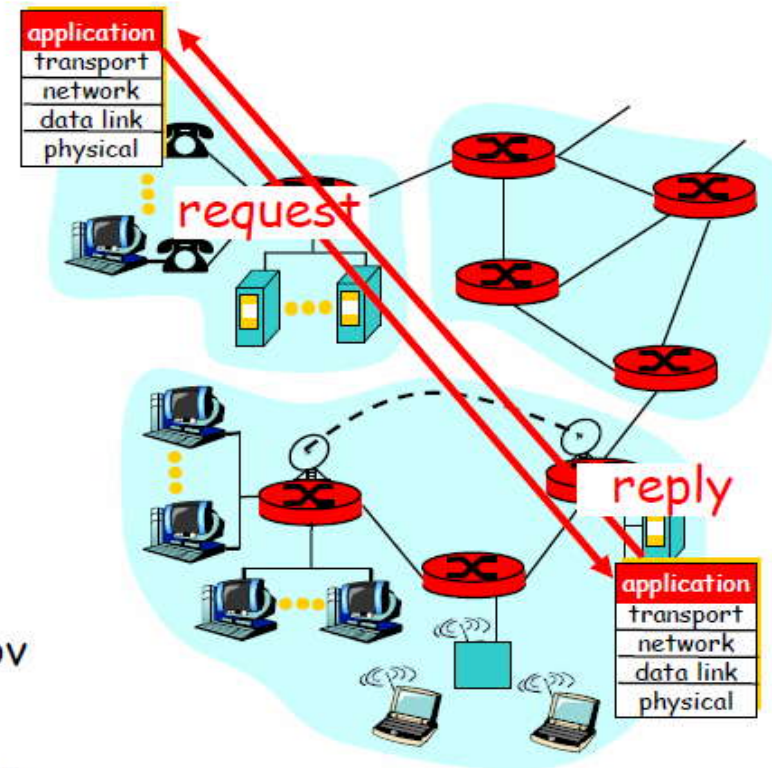 application
transport
network
data link
physical
request
reply
application
transport
network
data link
physical